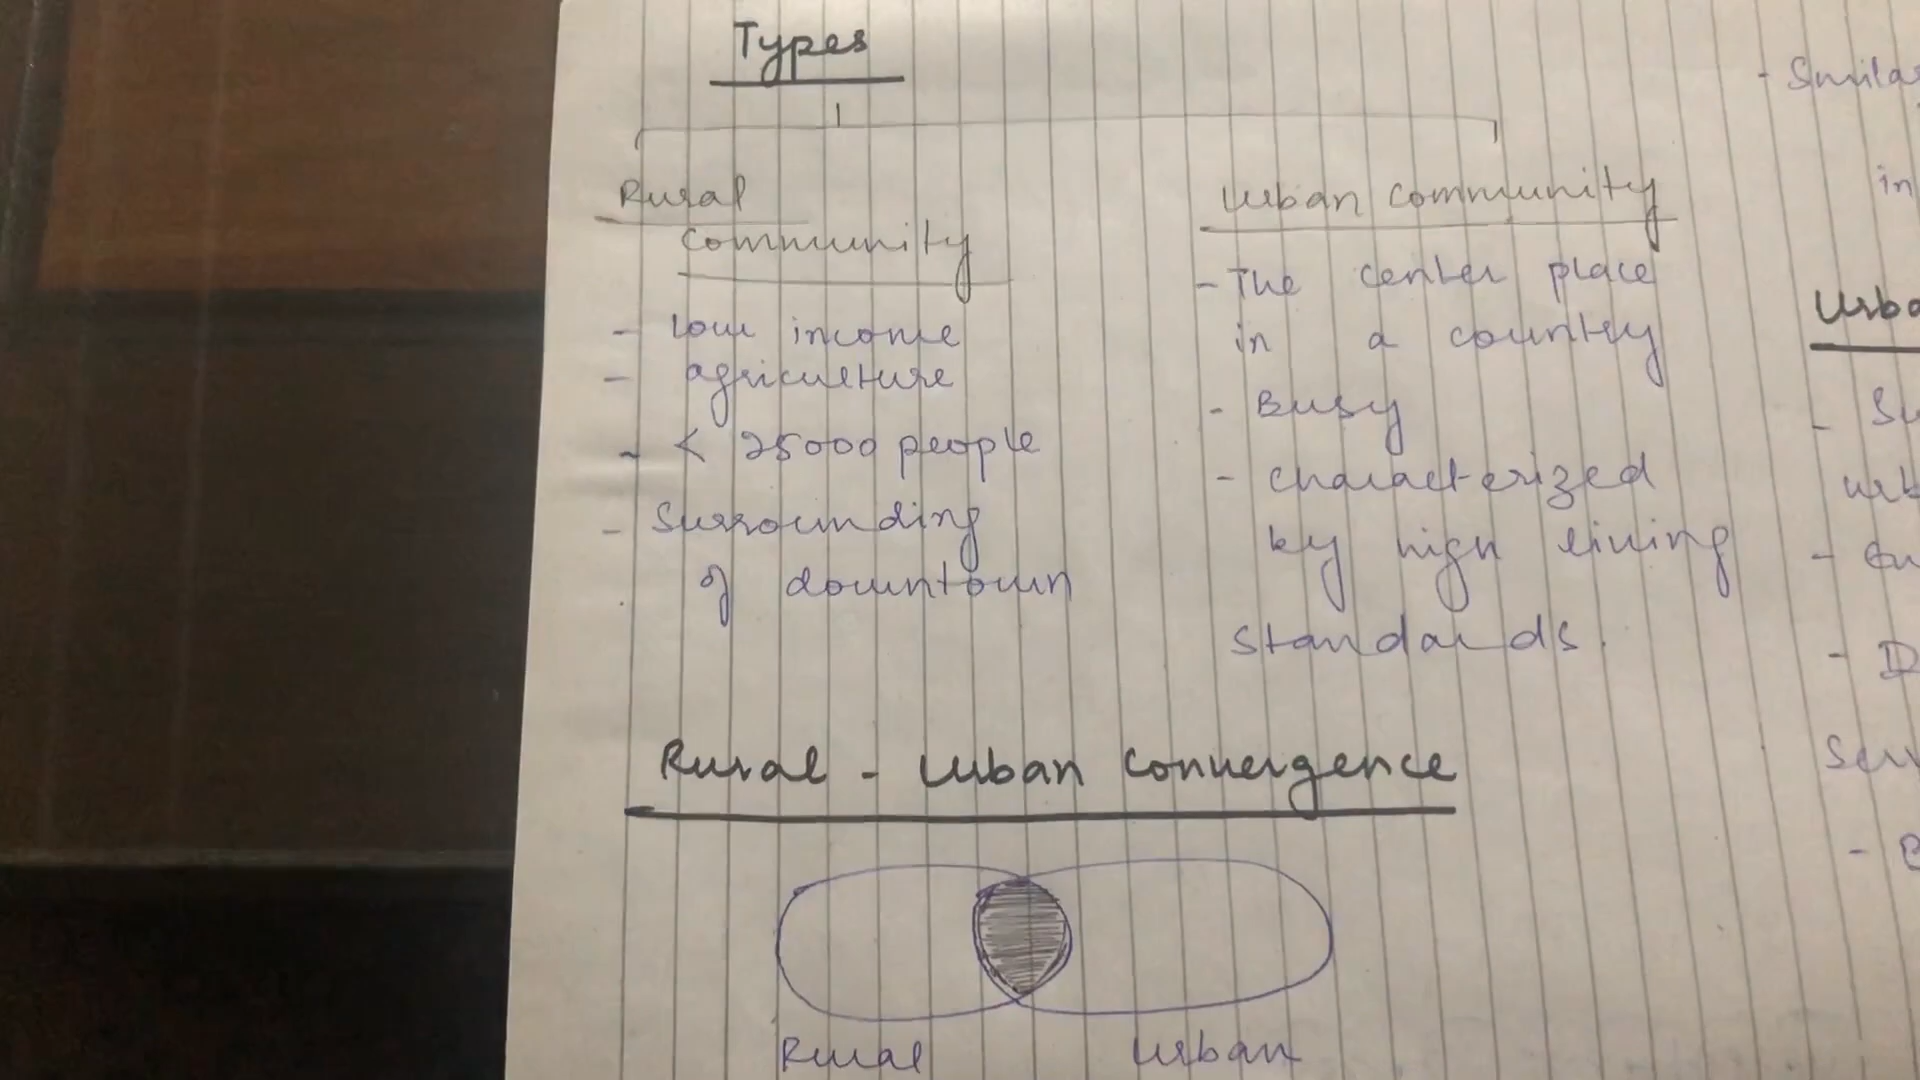 Types
Rural
Community
- low income
- agriculture
- < 25000 people
- Surrounding
of downtown
Urban Community
- The center place
in a country
- Busy
- Characterized
by high living
Standards.
Rural - Urban Convergence
Rural Urban
in